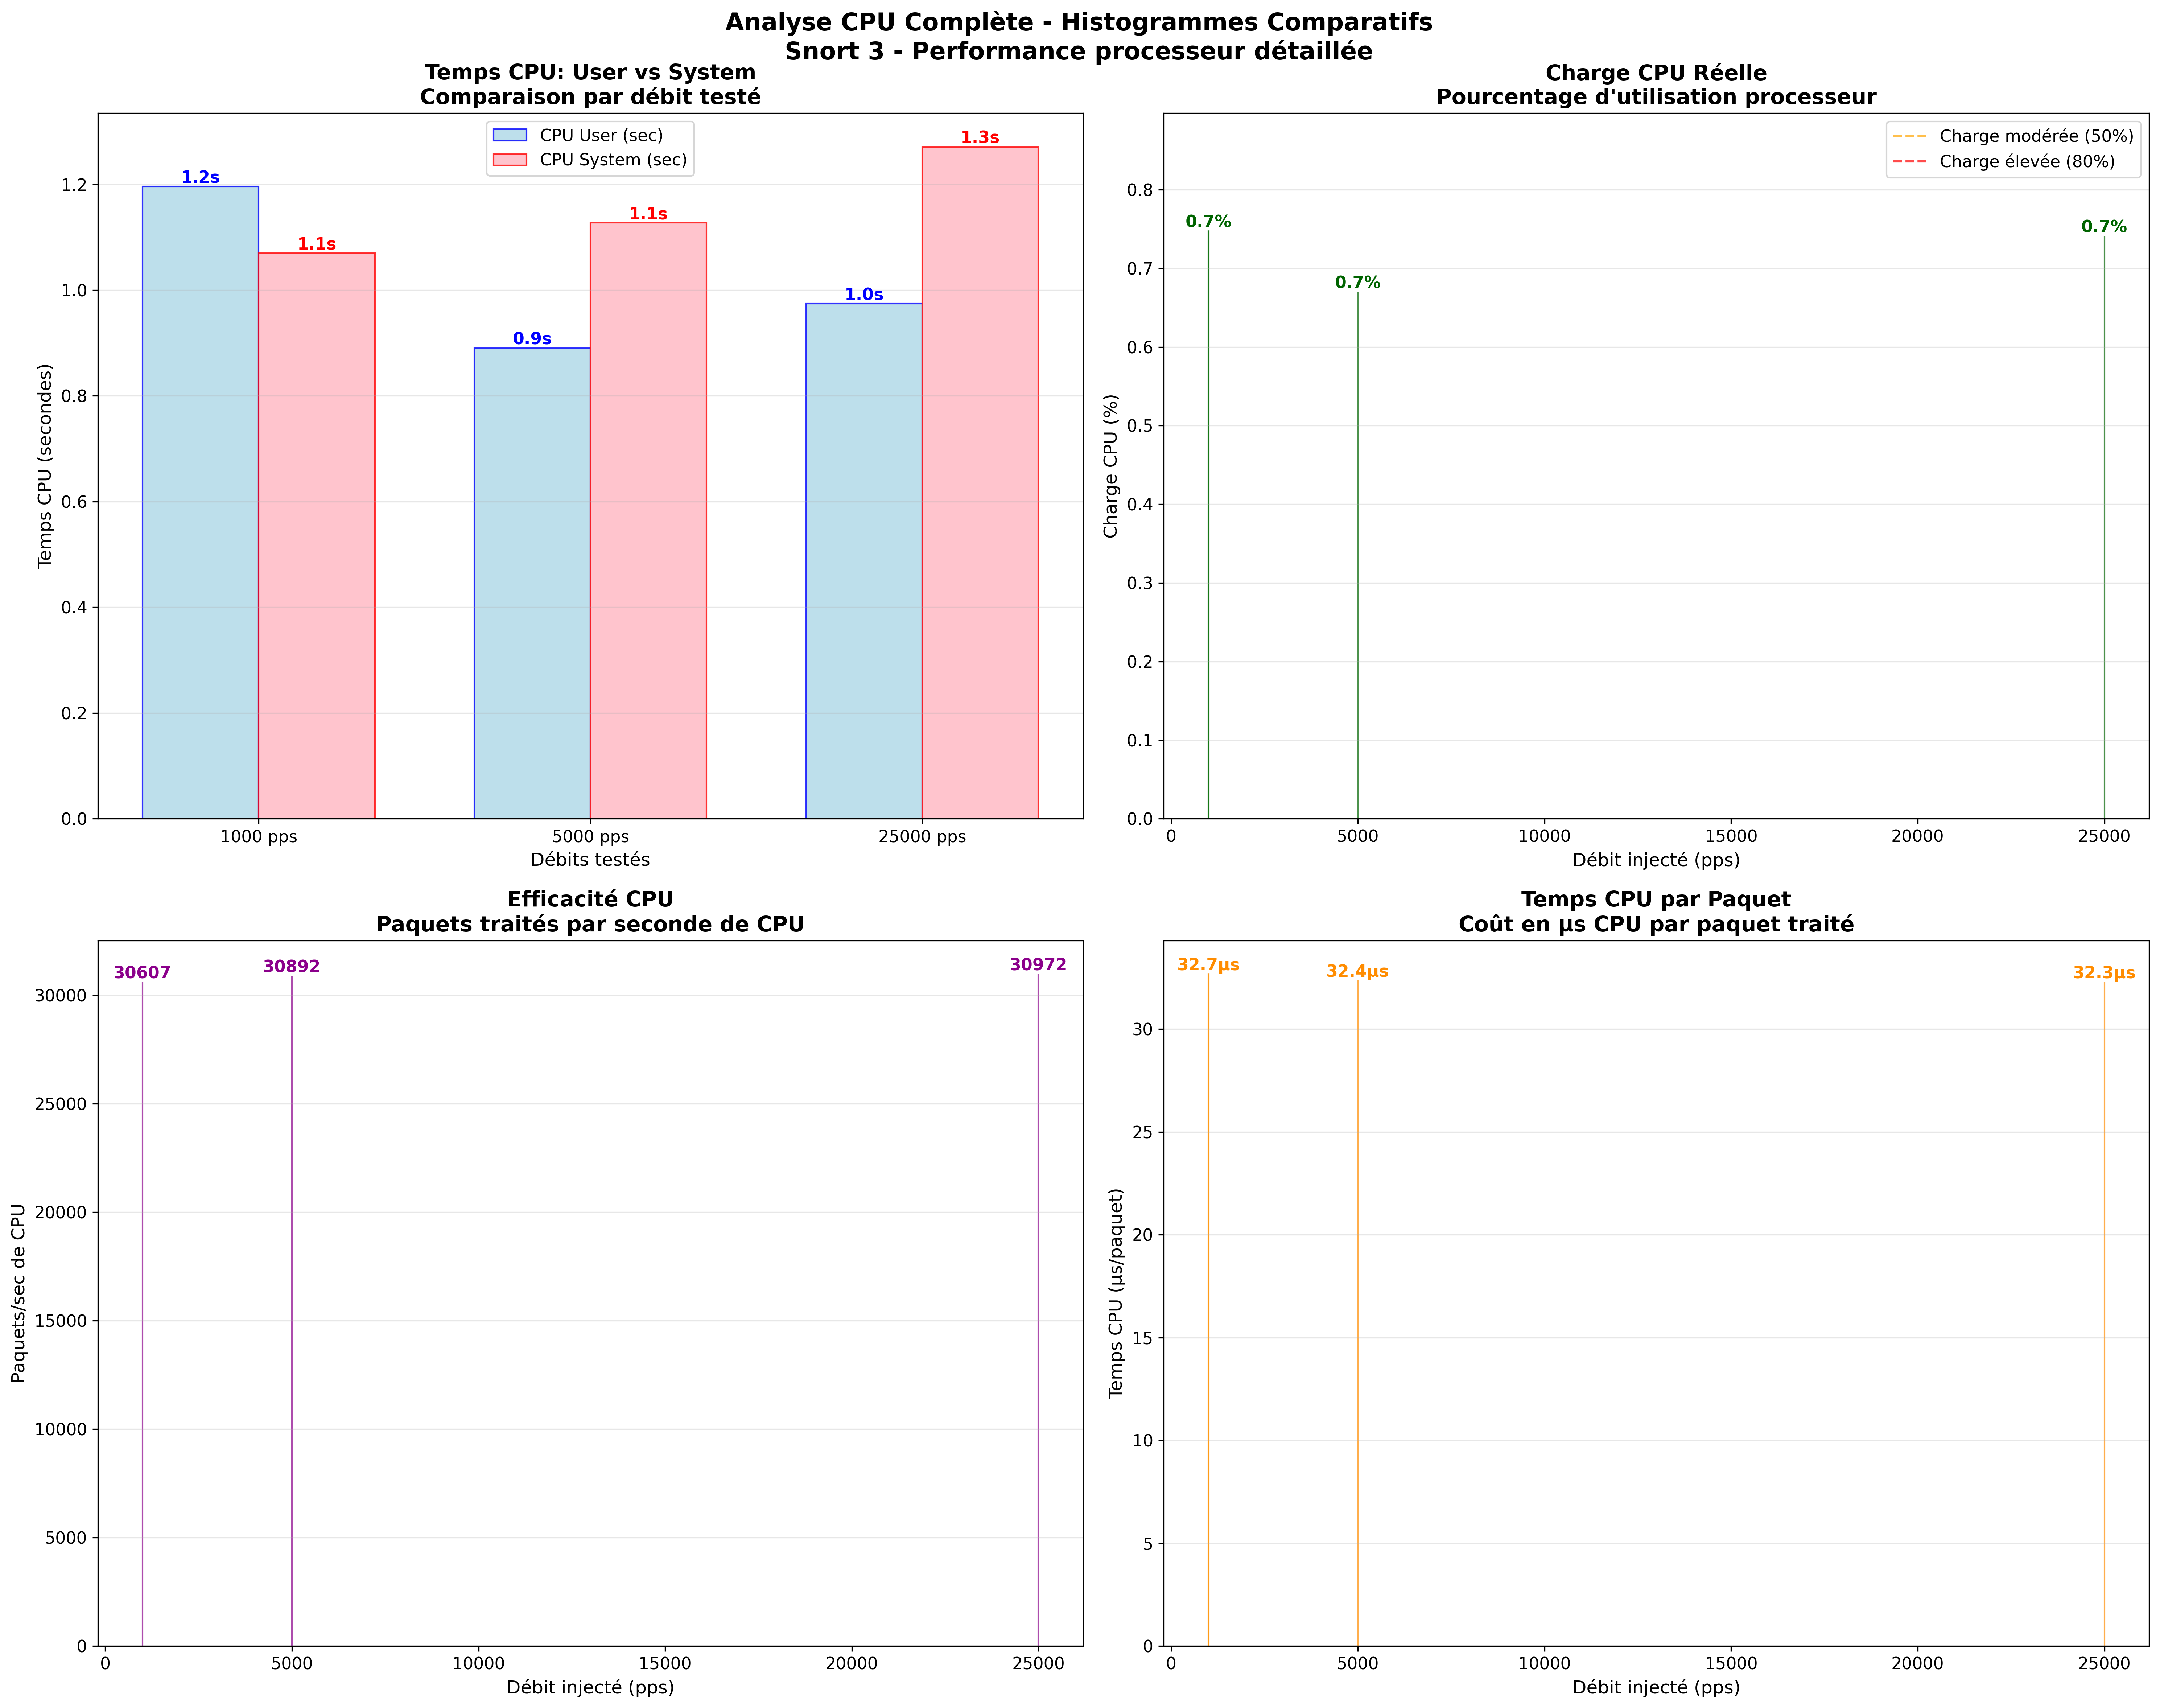 Analyse CPU Complète - Histogrammes Comparatifs
Snort 3 - Performance processeur détaillée
Temps CPU: User vs System
Comparaison par débit testé
CPU User (sec)
CPU System (sec)
1.2s
1.1s
0.9s
1.1s
1.0s
1.3s
Temps CPU (secondes)
1.2
1.0
0.8
0.6
0.4
0.2
0.0
1000 pps
5000 pps
25000 pps
Débits testés
Charge CPU Réelle
Pourcentage d'utilisation processeur
Charge modérée (50%)
Charge élevée (80%)
0.7%
0.7%
0.7%
Charge CPU (%)
0.8
0.7
0.6
0.5
0.4
0.3
0.2
0.1
0.0
0
5000
10000
15000
20000
25000
Débit injecté (pps)
Efficacité CPU
Paquets traités par seconde de CPU
30607
30892
30972
Paquets/sec de CPU
30000
25000
20000
15000
10000
5000
0
0
5000
10000
15000
20000
25000
Débit injecté (pps)
Temps CPU par Paquet
Coût en µs CPU par paquet traité
32.7µs
32.4µs
32.3µs
Temps CPU (µs/paquet)
30
25
20
15
10
5
0
0
5000
10000
15000
20000
25000
Débit injecté (pps)